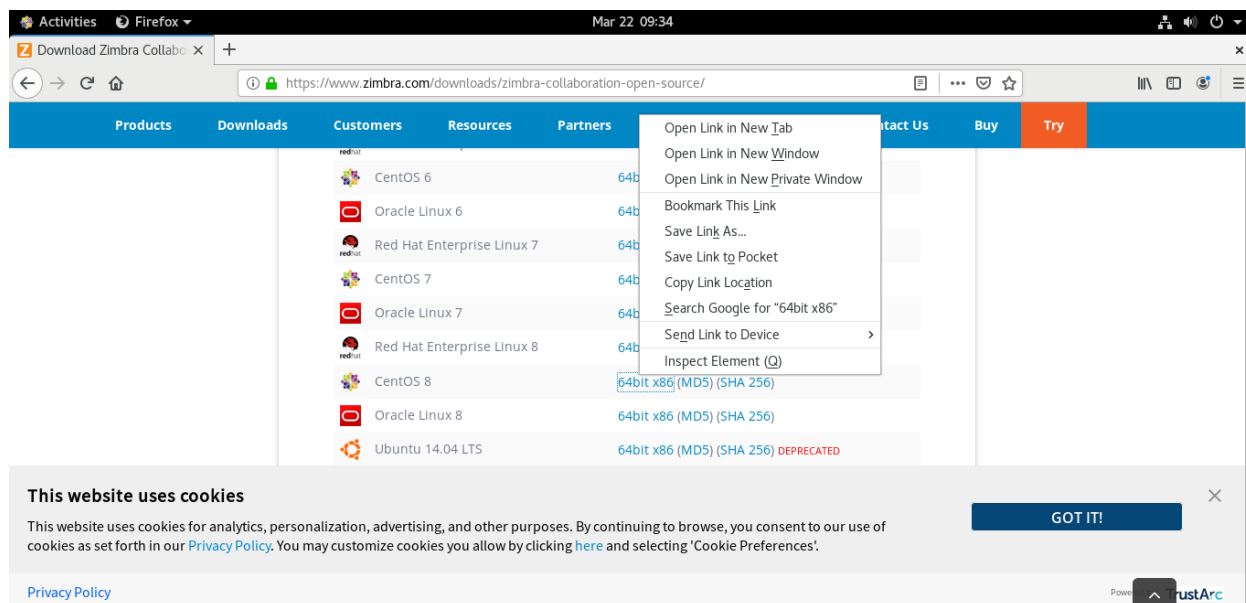 Activities Firefox Mar 22 09:34
Download Zimbra Collabo
https://www.zimbra.com/downloads/zimbra-collaboration-open-source/
Products Downloads Customers Resources Partners ntact Us Buy Try
redhat
CentOS 6 64b
Oracle Linux 6 64b
redhat Red Hat Enterprise Linux 7 64b
CentOS 7 64b
Oracle Linux 7 64b
redhat Red Hat Enterprise Linux 8 64b
CentOS 8 64bit x86 (MD5) (SHA 256)
Oracle Linux 8 64bit x86 (MD5) (SHA 256)
Ubuntu 14.04 LTS 64bit x86 (MD5) (SHA 256) DEPRECATED
Open Link in New Tab
Open Link in New Window
Open Link in New Private Window
Bookmark This Link
Save Link As...
Save Link to Pocket
Copy Link Location
Search Google for “64bit x86”
Send Link to Device
Inspect Element (Q)
This website uses cookies
This website uses cookies for analytics, personalization, advertising, and other purposes. By continuing to browse, you consent to our use of
cookies as set forth in our Privacy Policy. You may customize cookies you allow by clicking here and selecting 'Cookie Preferences'.
GOT IT!
Privacy Policy
Powe TrustArc